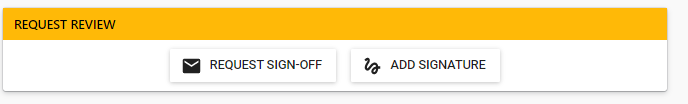 REQUEST REVIEW
REQUEST SIGN-OFF ADD SIGNATURE